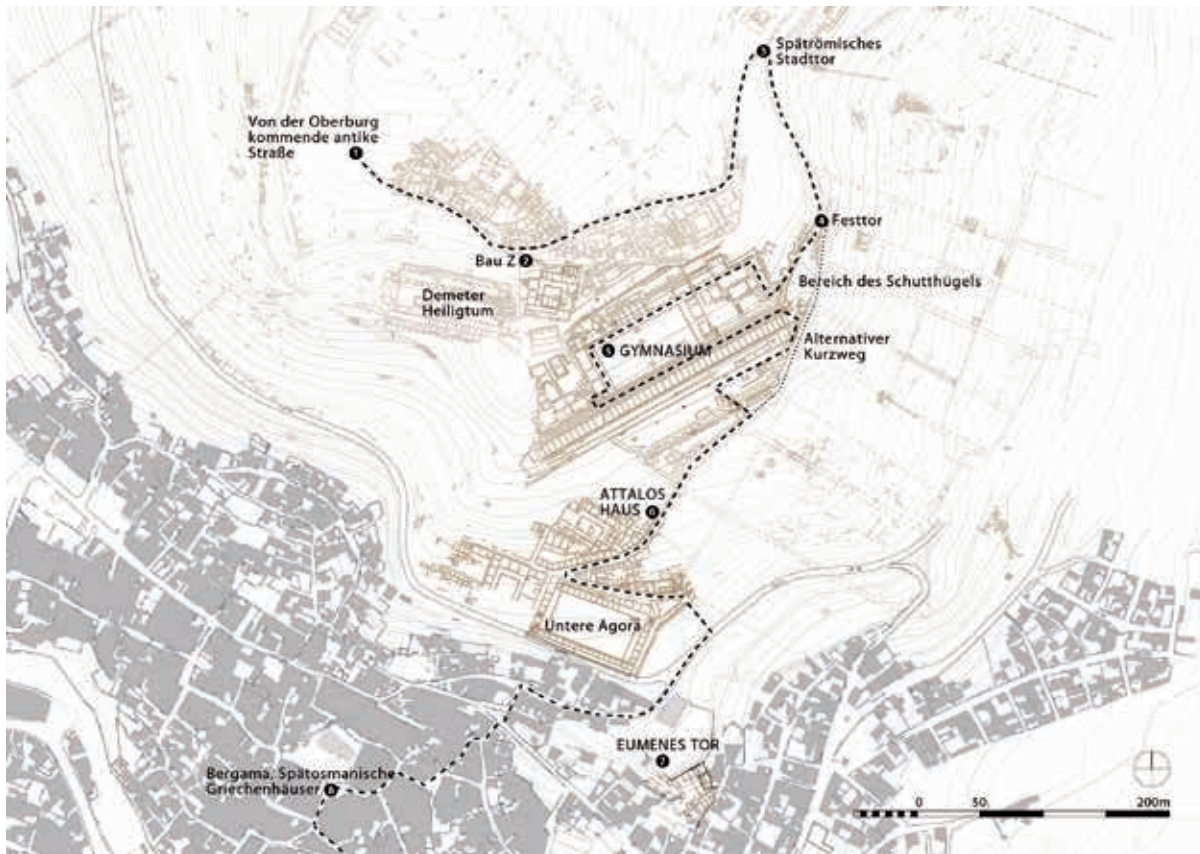 3 Spätrömisches
Stadttor
Von der Oberburg
kommende antike
Straße
1
4 Festtor
Bau Z 2
Demeter
Heiligtum
Bereich des Schutthügels
5 GYMNASIUM
Alternativer
Kurzweg
ATTALOS
HAUS 6
Untere Agora
EUMENES TOR
7
Bergama, Spätosmanische
Griechenhäuser 8
0 50 200m